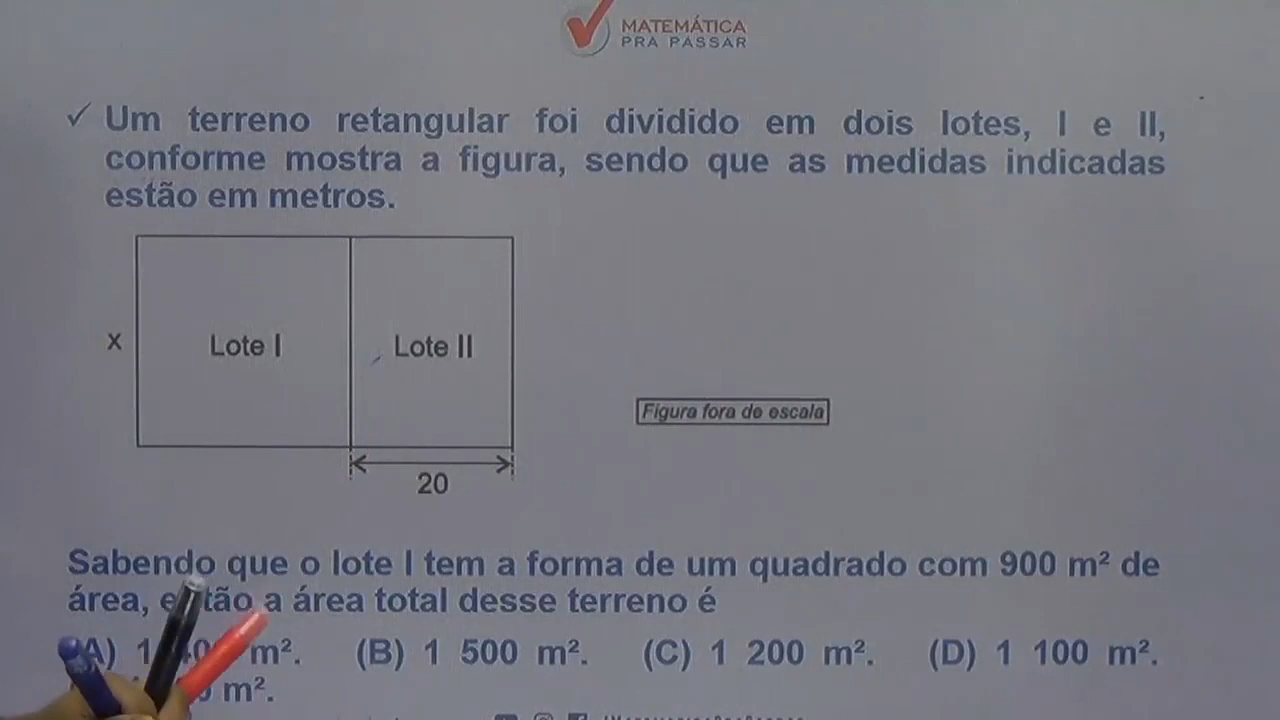 MATEMÁTICA
PRA PASSAR
✓ Um terreno retangular foi dividido em dois lotes, I e II,
conforme mostra a figura, sendo que as medidas indicadas
estão em metros.
x
Lote I
Lote II
Figura fora de escala
20
Sabendo que o lote I tem a forma de um quadrado com 900 m² de
área, então a área total desse terreno é
A) m². (B) 1 500 m². (C) 1 200 m². (D) 1 100 m².
m².